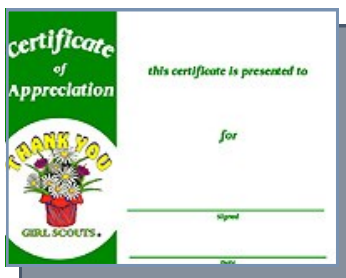 Certificate
of
Appreciation
THANK YOU
GIRL SCOUTS.
this certificate is presented to
for
Signed
Date